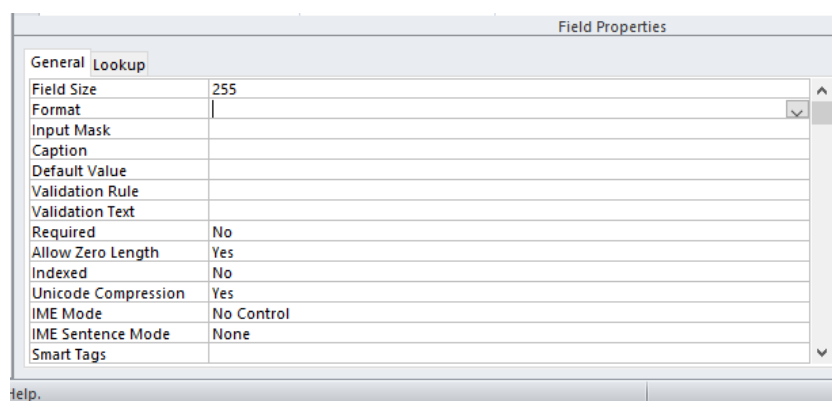 Field Properties
General Lookup
Field Size 255
Format
Input Mask
Caption
Default Value
Validation Rule
Validation Text
Required No
Allow Zero Length Yes
Indexed No
Unicode Compression Yes
IME Mode No Control
IME Sentence Mode None
Smart Tags
Help.